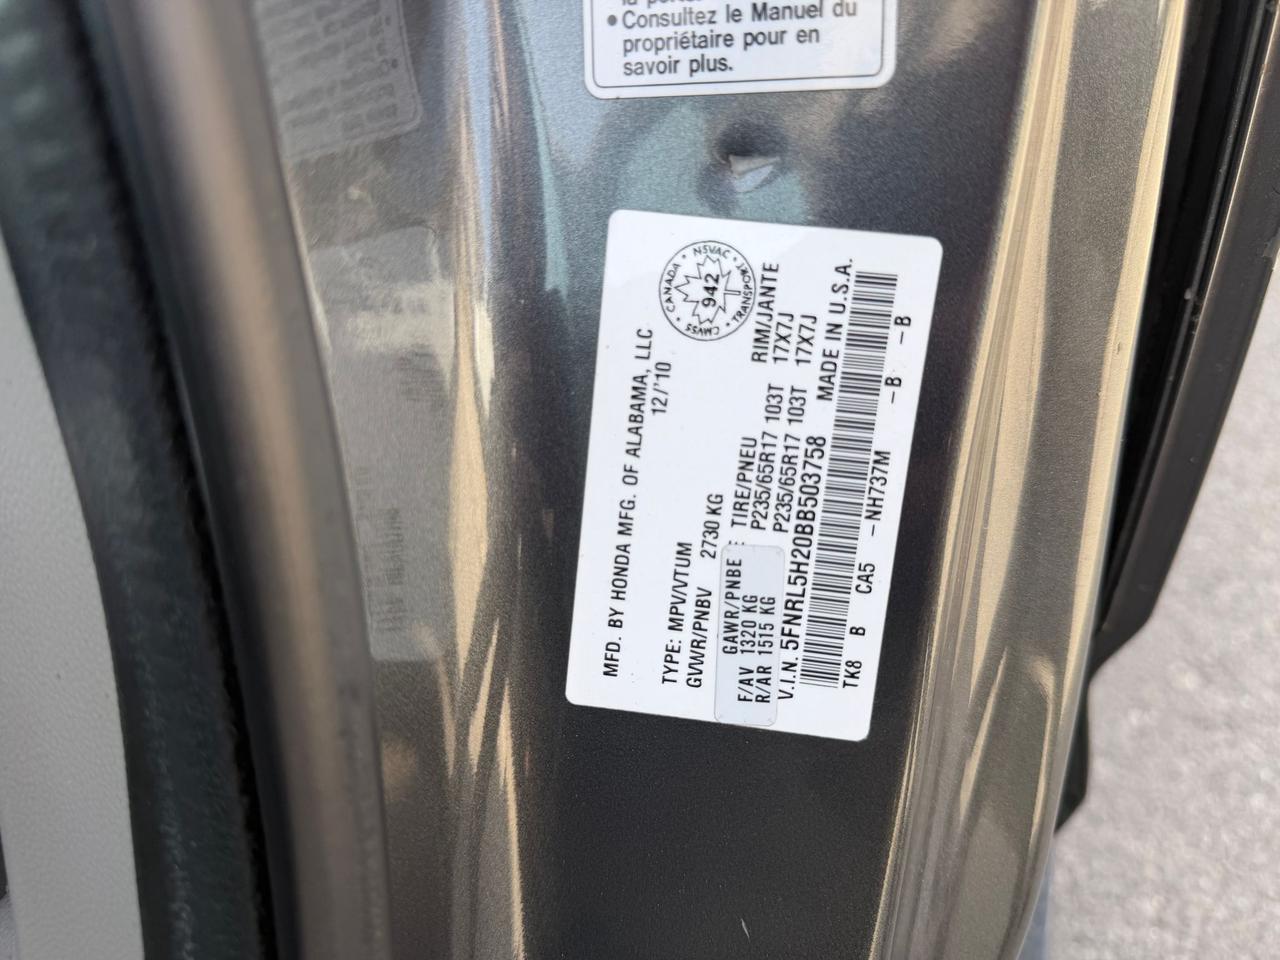 • Consultez le Manuel du
propriétaire pour en
savoir plus.
MFD. BY HONDA MFG. OF ALABAMA, LLC
12/'10
CANADA • NSVAC • TRANSPORT • CMVSS •
942
TYPE: MPV/VTUM
GVWR/PNBV 2730 KG
GAWR/PNBE TIRE/PNEU RIM/JANTE
F/AV 1320 KG P235/65R17 103T 17X7J
R/AR 1515 KG P235/65R17 103T 17X7J
V.I.N. 5FNRL5H20BB503758 MADE IN U.S.A.
TK8 B CA5 -NH737M -B -B